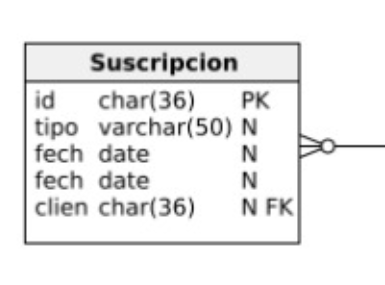 Suscripcion
id char(36) PK
tipo varchar(50) N
fech date N
fech date N
clien char(36) N FK